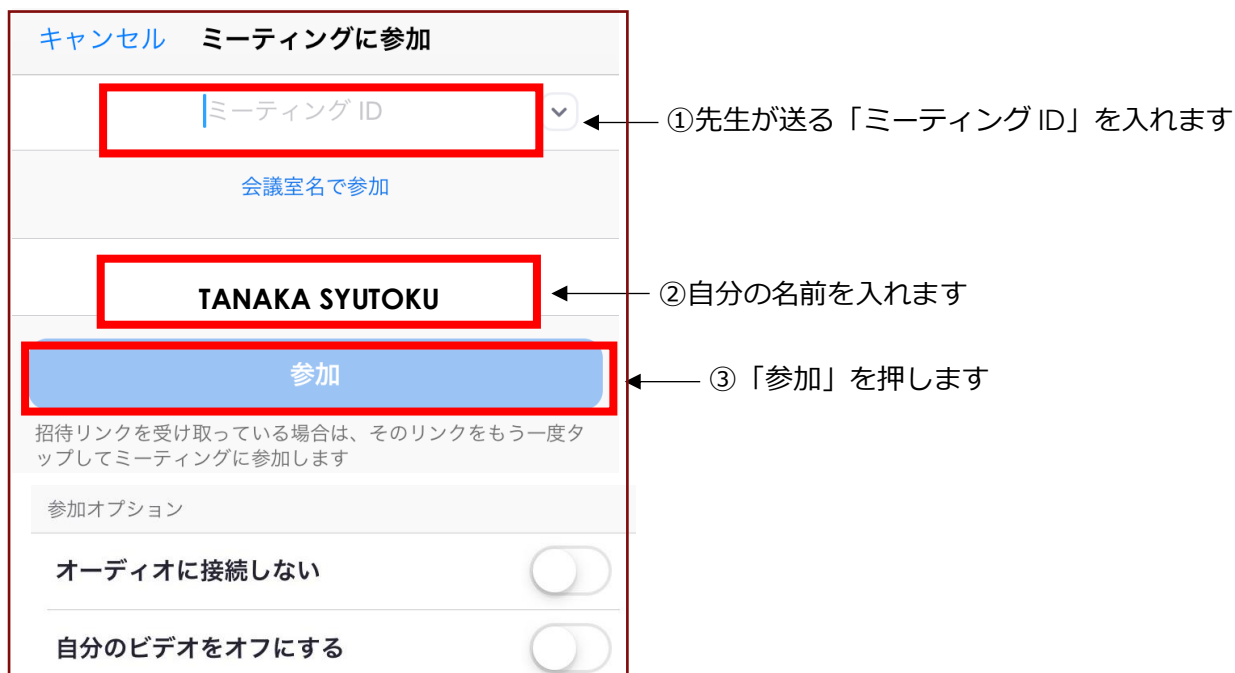 キャンセル ミーティングに参加
ミーティング ID
①先生が送る「ミーティング ID」を入れます
会議室名で参加
TANAKA SYUTOKU
②自分の名前を入れます
参加
③「参加」を押します
招待リンクを受け取っている場合は、そのリンクをもう一度タ
ップしてミーティングに参加します
参加オプション
オーディオに接続しない
自分のビデオをオフにする